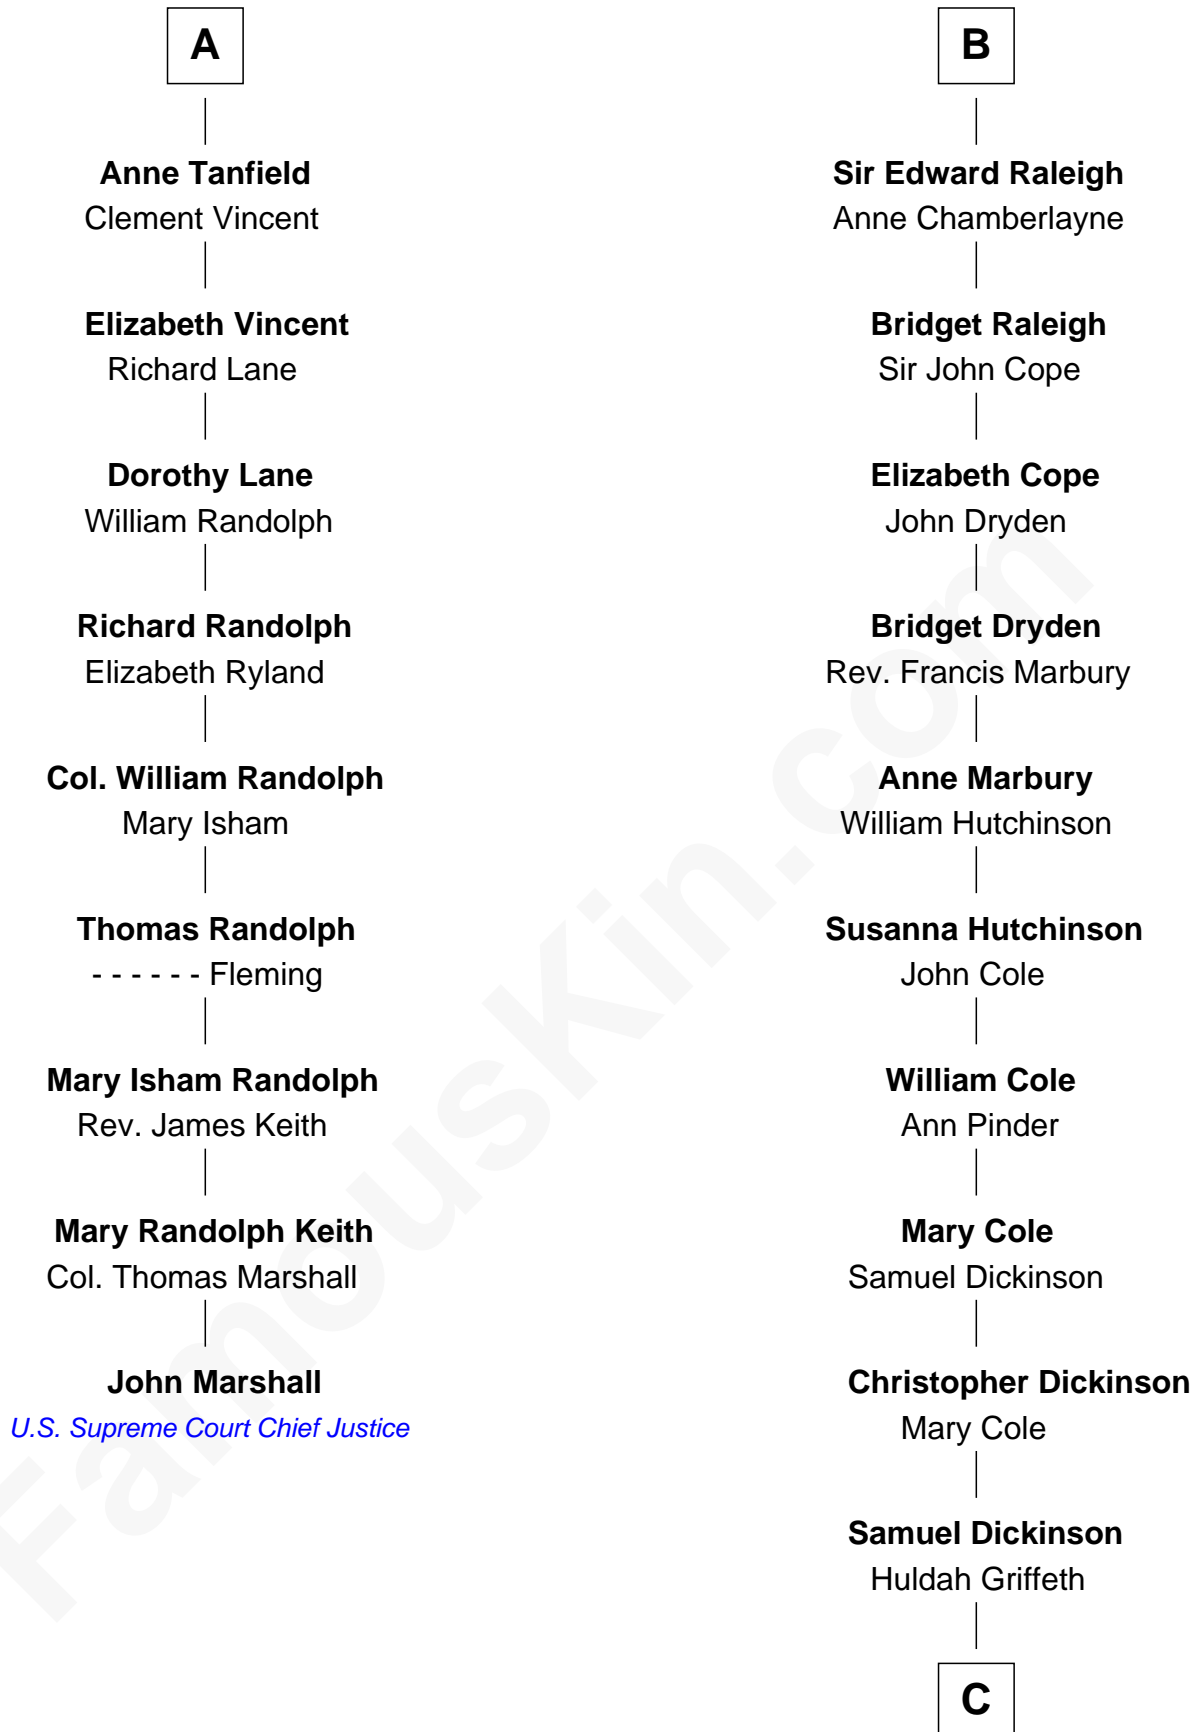 A
Anne Tanfield
Clement Vincent
Elizabeth Vincent
Richard Lane
Dorothy Lane
William Randolph
Richard Randolph
Elizabeth Ryland
Col. William Randolph
Mary Isham
Thomas Randolph
- - - - - - Fleming
Mary Isham Randolph
Rev. James Keith
Mary Randolph Keith
Col. Thomas Marshall
John Marshall
U.S. Supreme Court Chief Justice
B
Sir Edward Raleigh
Anne Chamberlayne
Bridget Raleigh
Sir John Cope
Elizabeth Cope
John Dryden
Bridget Dryden
Rev. Francis Marbury
Anne Marbury
William Hutchinson
Susanna Hutchinson
John Cole
William Cole
Ann Pinder
Mary Cole
Samuel Dickinson
Christopher Dickinson
Mary Cole
Samuel Dickinson
Huldah Griffeth
C
FamousKin.com